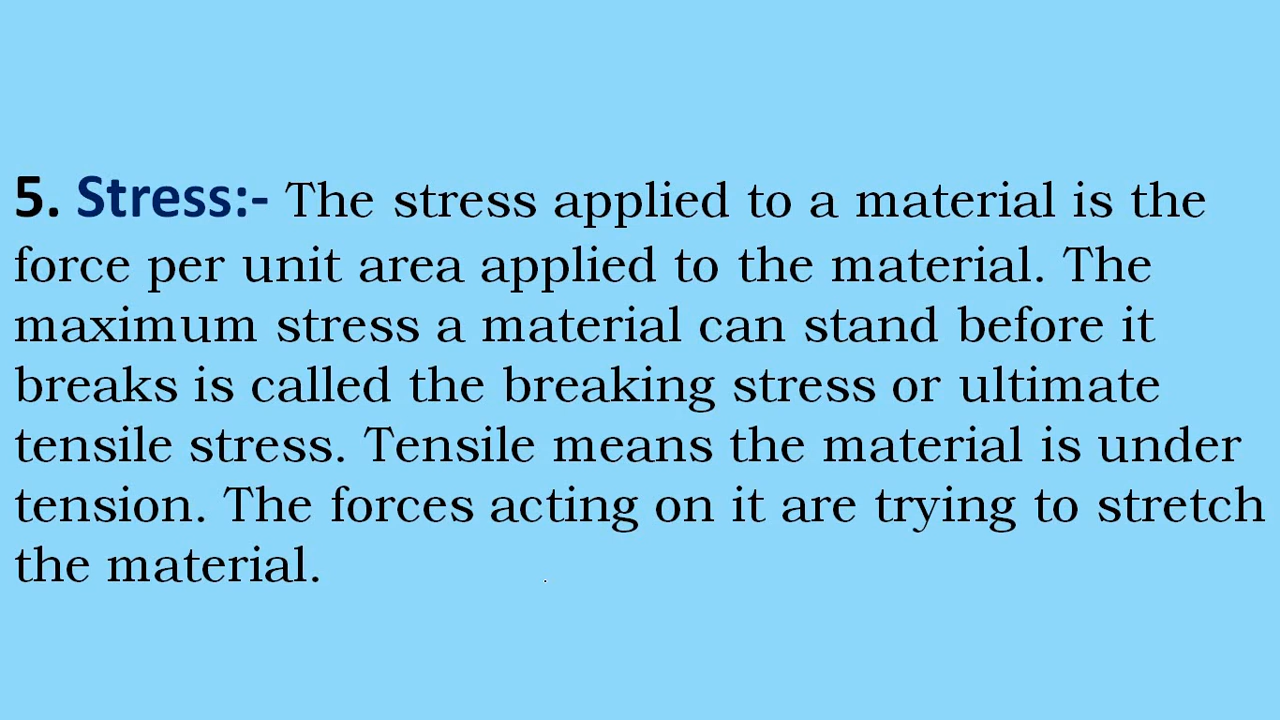 5. Stress:- The stress applied to a material is the
force per unit area applied to the material. The
maximum stress a material can stand before it
breaks is called the breaking stress or ultimate
tensile stress. Tensile means the material is under
tension. The forces acting on it are trying to stretch
the material.